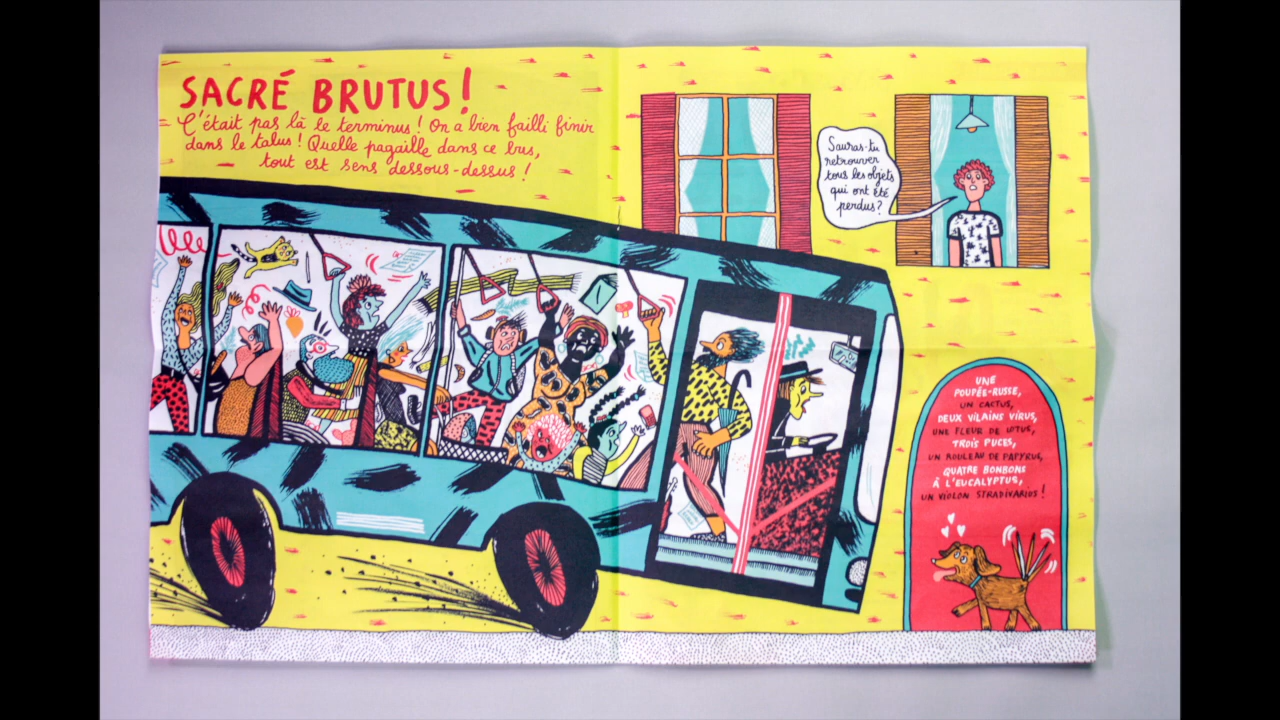 SACRÉ BRUTUS !
C'était pas là le terminus ! On a bien failli finir
dans le talus ! Quelle pagaille dans ce bus,
tout est sens dessous-dessus !
Sauras-tu
retrouver
tous les objets
qui ont été
perdus ?
UNE
POUPÉE-RUSSE,
UN CACTUS,
DEUX VILAINS VIRUS,
UNE FLEUR DE LOTUS,
TROIS PUCES,
UN ROULEAU DE PAPYRUS,
QUATRE BONBONS
À L'EUCALYPTUS,
UN VIOLON STRADIVARIUS !